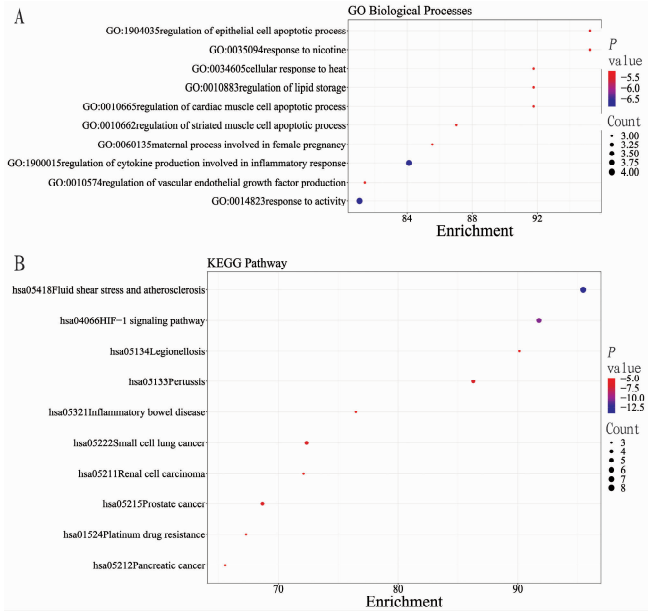 A
GO Biological Processes
GO:1904035regulation of epithelial cell apoptotic process
GO:0035094response to nicotine
GO:0034605cellular response to heat
GO:0010883regulation of lipid storage
GO:0010665regulation of cardiac muscle cell apoptotic process
GO:0010662regulation of striated muscle cell apoptotic process
GO:0060135maternal process involved in female pregnancy
GO:1900015regulation of cytokine production involved in inflammatory response
GO:0010574regulation of vascular endothelial growth factor production
GO:0014823response to activity
84 88 92
Enrichment
P
value
−5.5
−6.0
−6.5
Count
3.00
3.25
3.50
3.75
4.00
B
KEGG Pathway
hsa05418Fluid shear stress and atherosclerosis
hsa04066HIF−1 signaling pathway
hsa05134Legionellosis
hsa05133Pertussis
hsa05321Inflammatory bowel disease
hsa05222Small cell lung cancer
hsa05211Renal cell carcinoma
hsa05215Prostate cancer
hsa01524Platinum drug resistance
hsa05212Pancreatic cancer
70 80 90
Enrichment
P
value
−5.0
−7.5
−10.0
−12.5
Count
3
4
5
6
7
8